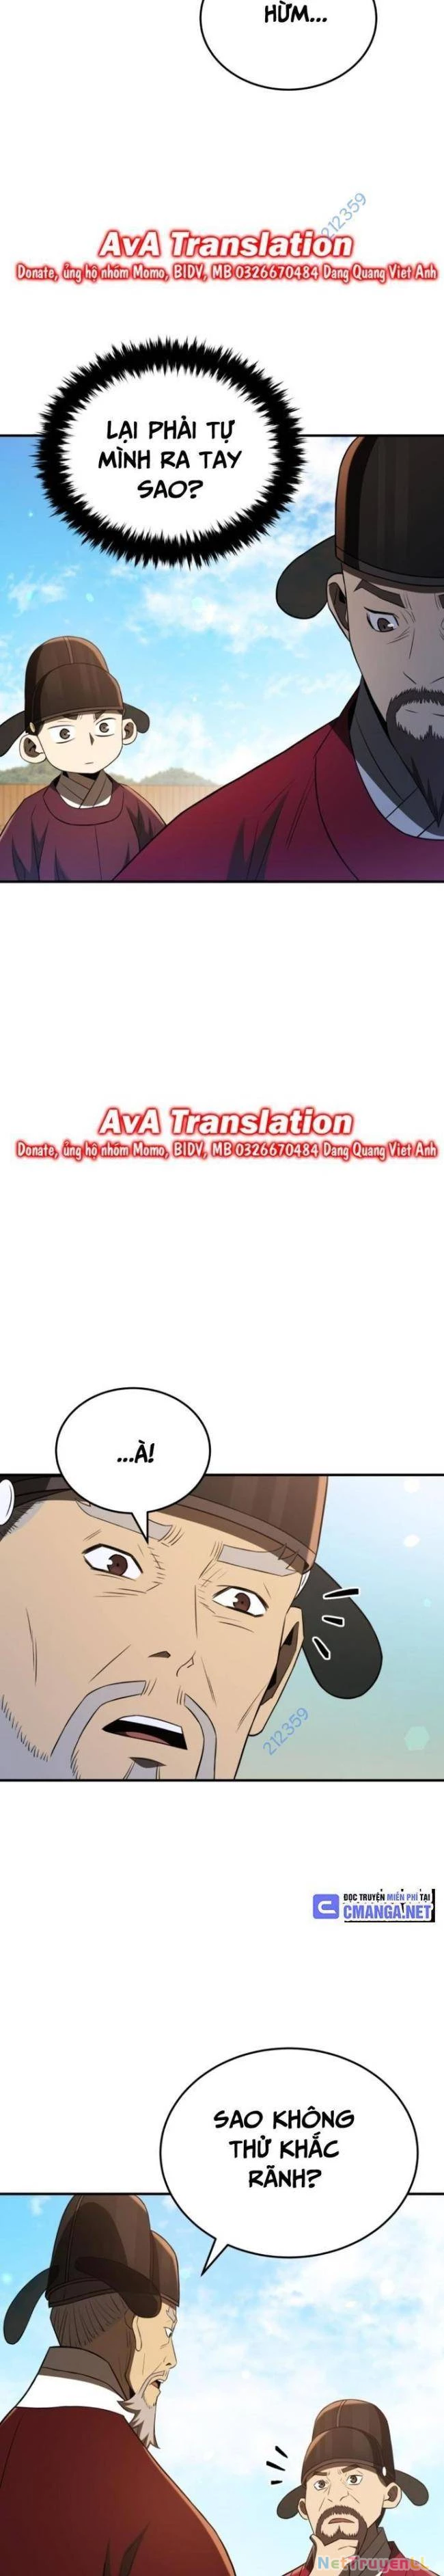 HỪM...
212359
AvA Translation
Donate, ủng hộ nhóm Momo, BIDV, MB 0326670484 Dang Quang Viet Anh
LẠI PHẢI TỰ
MÌNH RA TAY
SAO?
AvA Translation
Donate, ủng hộ nhóm Momo, BIDV, MB 0326670484 Dang Quang Viet Anh
...À!
212359
ĐỌC TRUYỆN MIỄN PHÍ TẠI
CMANGA.NET
SAO KHÔNG
THỬ KHẮC
RÃNH?